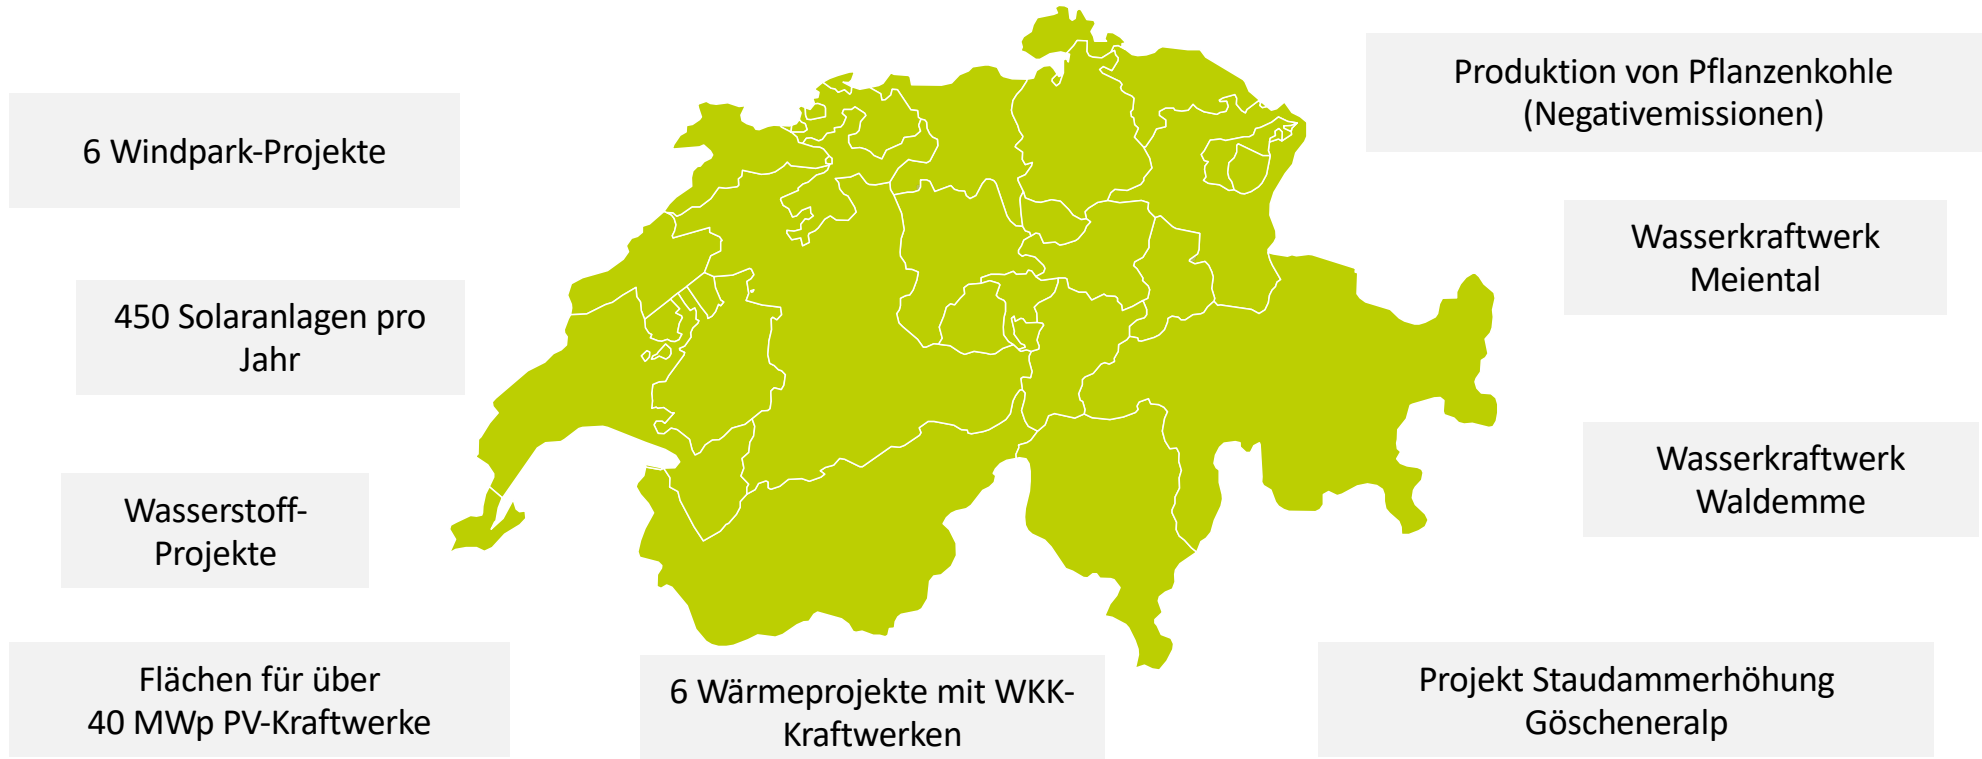 6 Windpark-Projekte
450 Solaranlagen pro
Jahr
Wasserstoff-
Projekte
Flächen für über
40 MWp PV-Kraftwerke
6 Wärmeprojekte mit WKK-
Kraftwerken
Produktion von Pflanzenkohle
(Negativemissionen)
Wasserkraftwerk
Meiental
Wasserkraftwerk
Waldemme
Projekt Staudammerhöhung
Göscheneralp